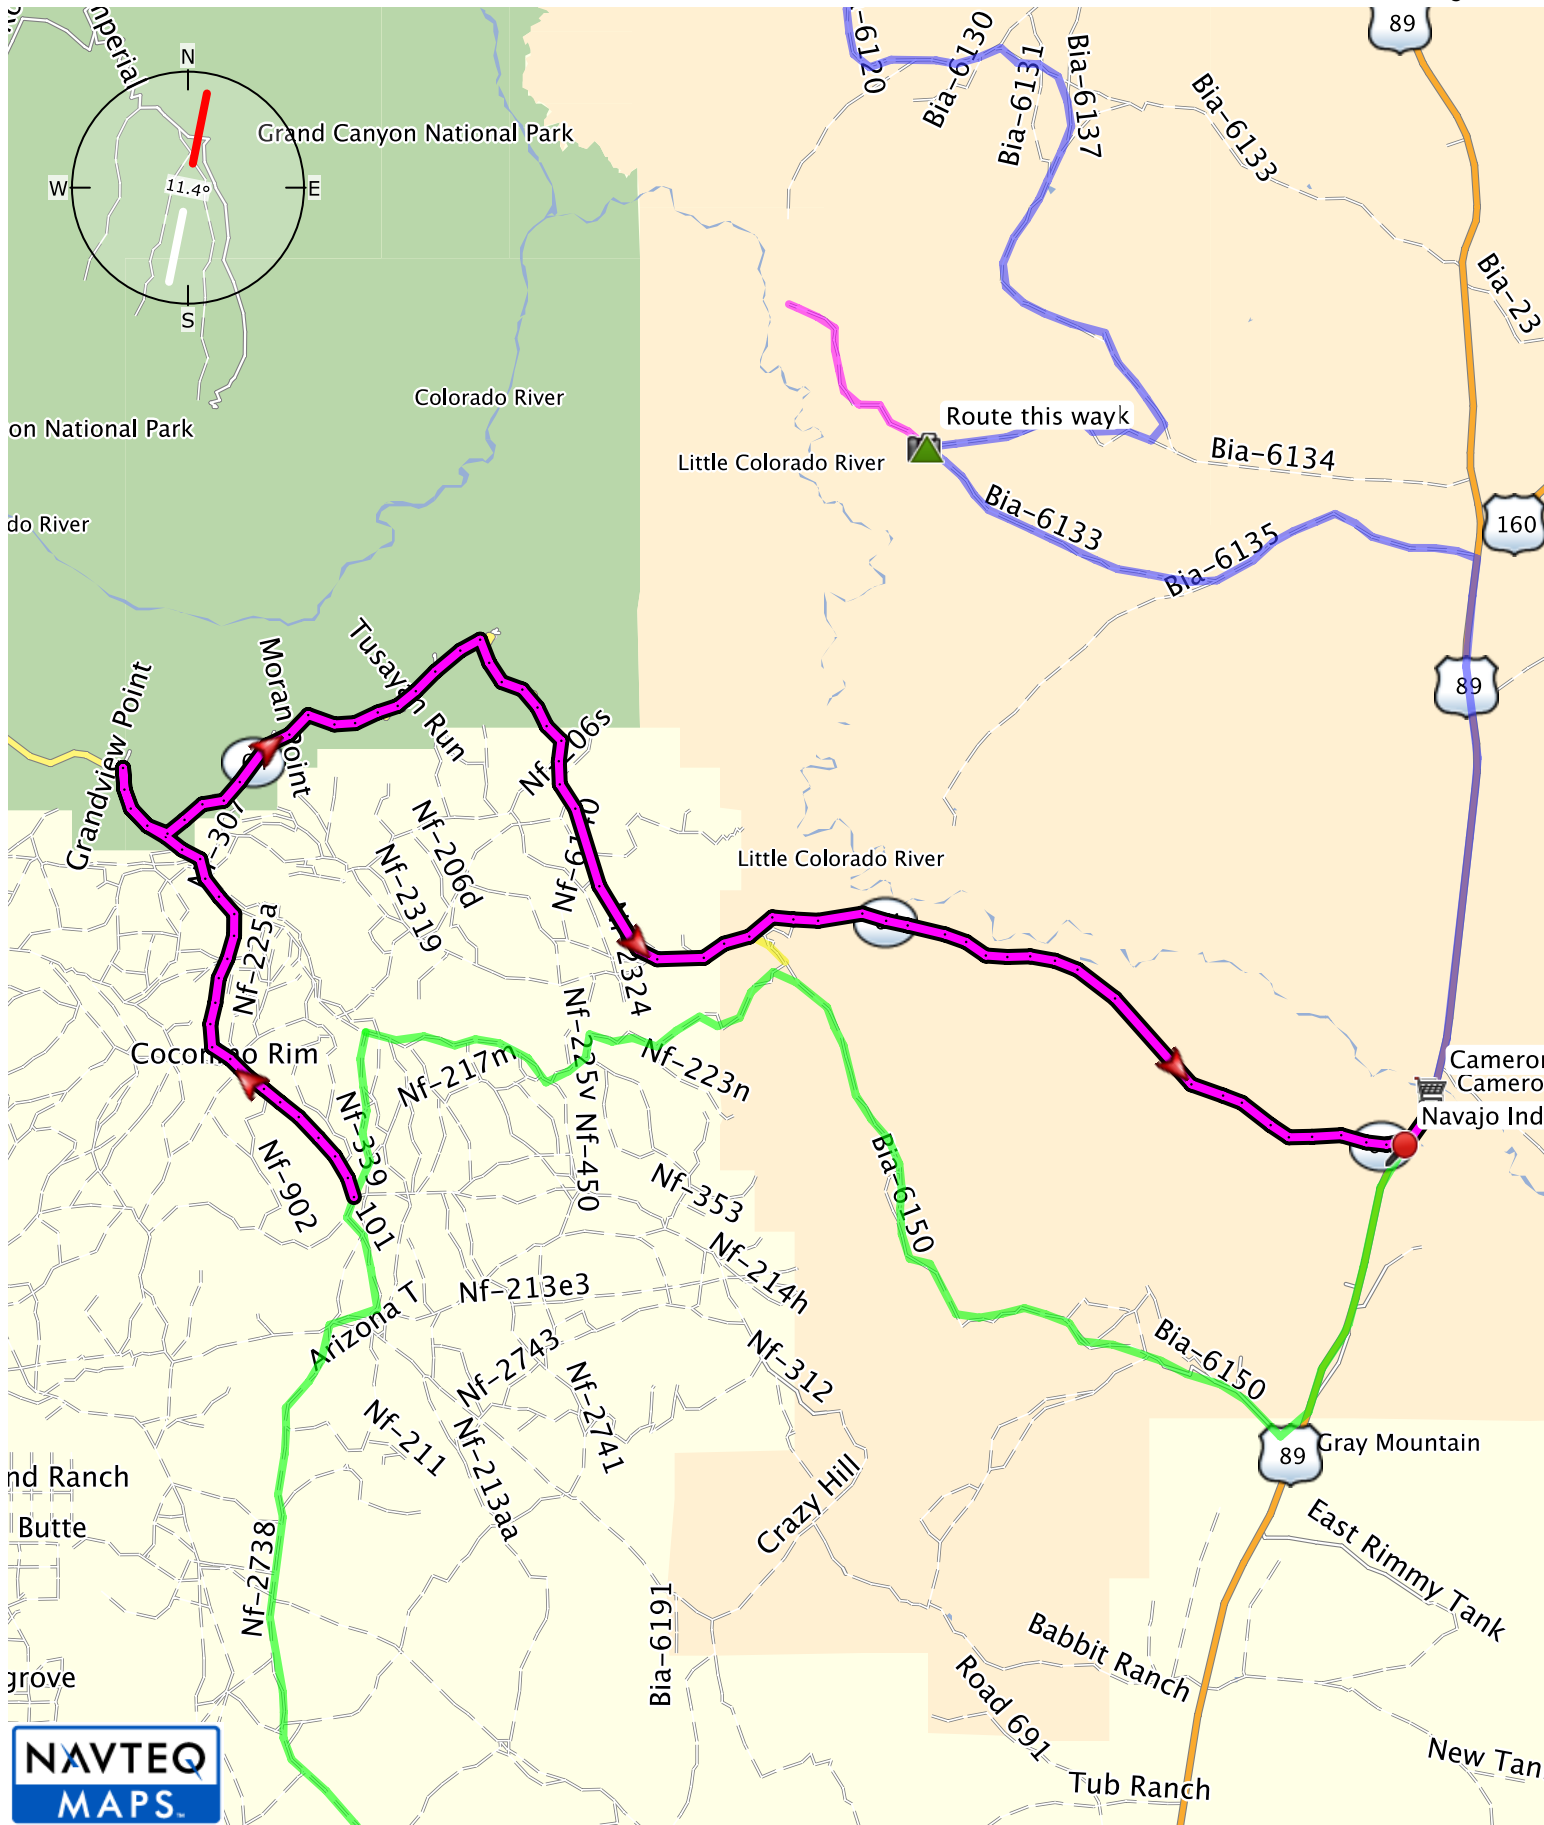 89
Bia-6130
-6120
Bia-6131
Bia-6137
Bia-6133
N
Grand Canyon National Park
W
11.4°
E
S
Bia-23
Colorado River
Route this wayk
on National Park
Little Colorado River
Bia-6134
Bia-6133
160
do River
Bia-6135
Moran Point
Tusayan Run
89
Grandview Point
Nf-206s
Nf-206d
Nf-2319
Little Colorado River
Nf-225a
2324
Coconino Rim
Nf-217m
Nf-225v
Nf-223n
Cameron
Camero
Navajo Ind
Nf-339
Nf-902
101
Nf-450
Nf-353
Bia-6150
Nf-214h
Nf-213e3
Arizona T
Nf-2743
Nf-312
Bia-6150
Nf-2741
Nf-211
Nf-213aa
89
Gray Mountain
nd Ranch
Butte
Crazy Hill
East Rimmy Tank
Nf-2738
Bia-6191
Babbit Ranch
grove
Road 691
New Tan
Tub Ranch
NAVTEQ
MAPS